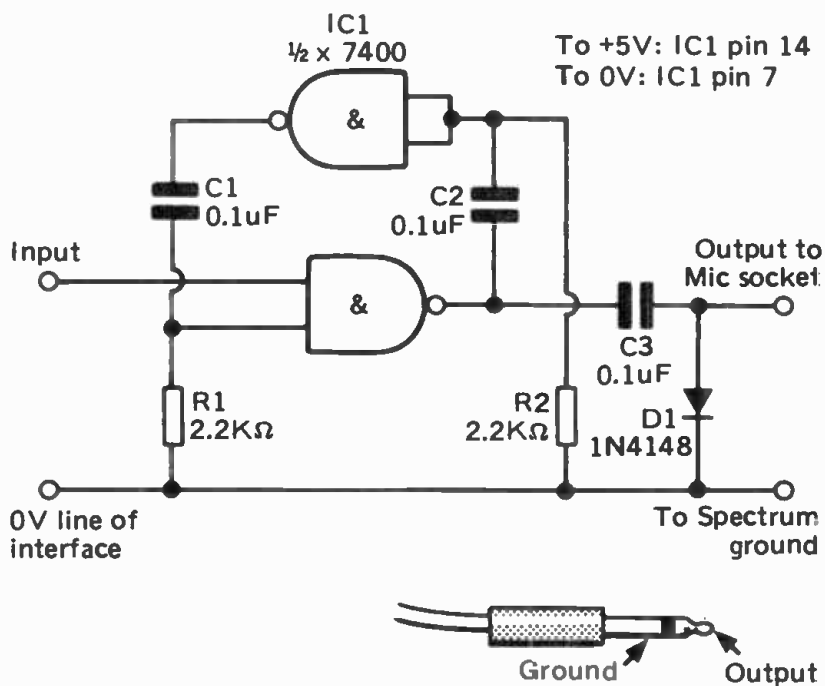 IC1
½ x 7400
To +5V: IC1 pin 14
To 0V: IC1 pin 7
&
C1
0.1uF
C2
0.1uF
Input
&
Output to
Mic socket
C3
0.1uF
R1
2.2KΩ
R2
2.2KΩ
D1
1N4148
0V line of
interface
To Spectrum
ground
Ground
Output